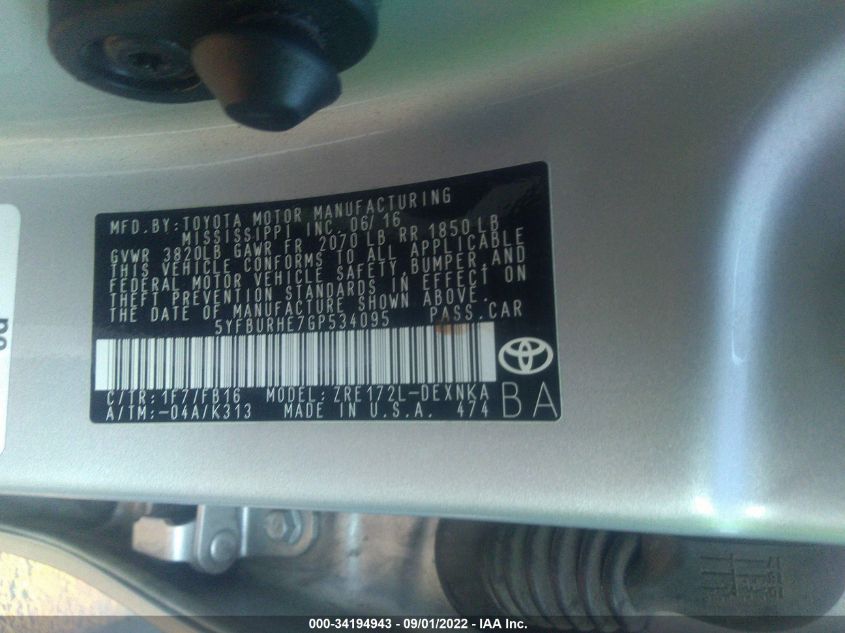 MFD.BY:TOYOTA MOTOR MANUFACTURING
MISSISSIPPI INC. 06/16
GVWR 3820LB GAWR FR 2070 LB RR 1850 LB
THIS VEHICLE CONFORMS TO ALL APPLICABLE
FEDERAL MOTOR VEHICLE SAFETY,BUMPER,AND
THEFT PREVENTION STANDARDS IN EFFECT ON
THE DATE OF MANUFACTURE SHOWN ABOVE.
5YFBURHE7GP534095 PASS.CAR
C/TR:1F7/FB16 MODEL:ZRE172L-DEXNKA
A/TM:-04A/K313 MADE IN U.S.A. 474
BA
000-34194943 - 09/01/2022 - IAA Inc.